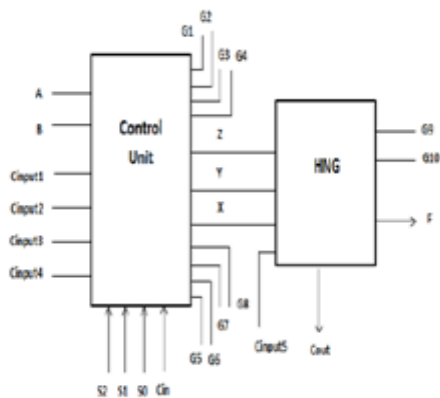 G1
G2
G3 G4
A
B
Control
Unit
Z
Y
X
HNG
G9
G10
F
Cinput1
Cinput2
Cinput3
Cinput4
G8
G7
G5 G6
Cinput5
Cout
S2 S1 S0 Cin